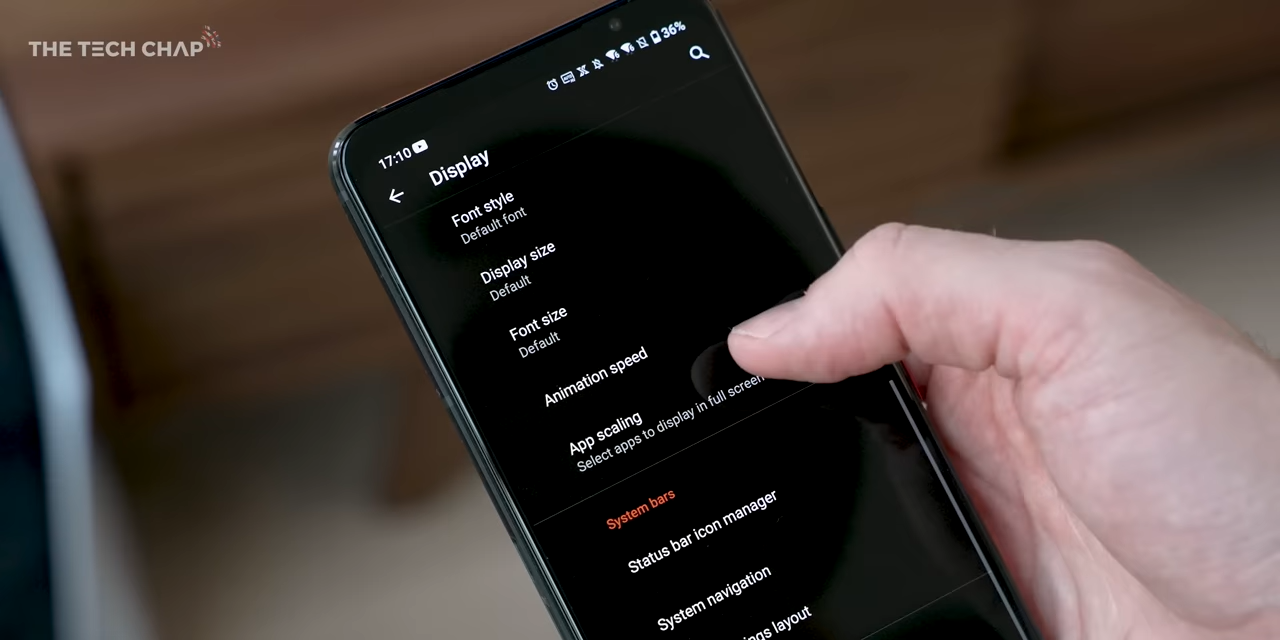 THE TECH CHAP
36%
17:10
Display
Font style
Default font
Display size
Default
Font size
Default
Animation speed
App scaling
Select apps to display in full screen
System bars
Status bar icon manager
System navigation
layout